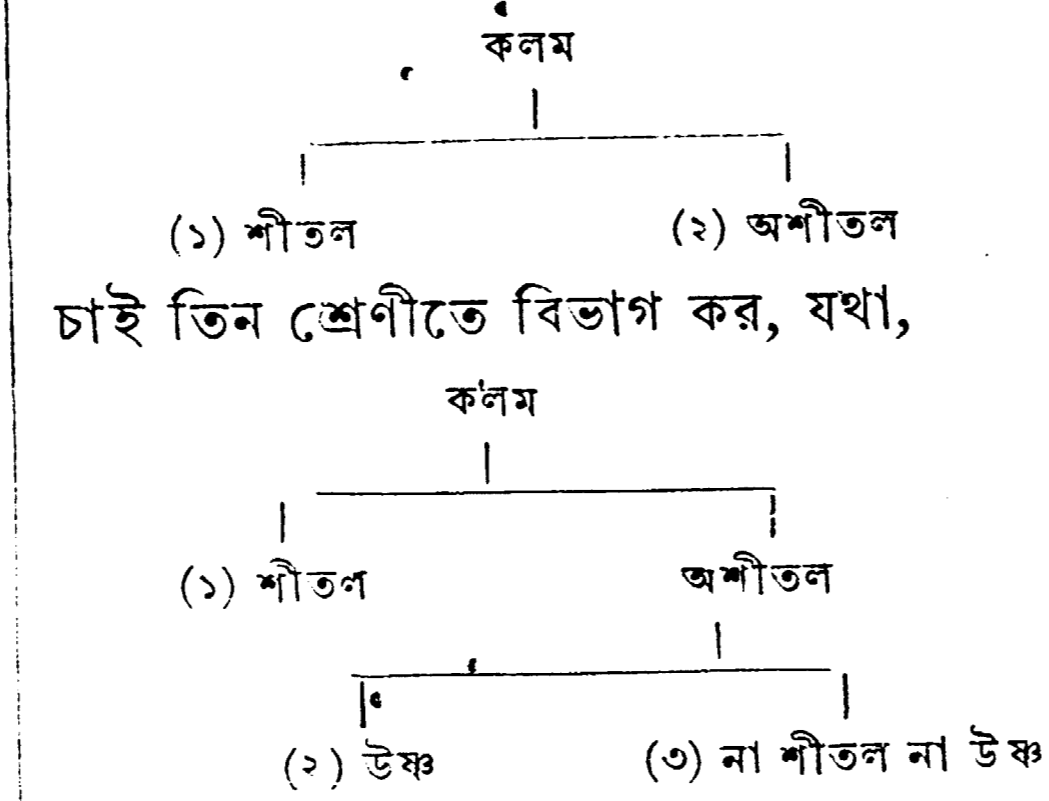 কলম
(১) শীতল (২) অশীতল
চাই তিন শ্রেণীতে বিভাগ কর, যথা,
কলম
(১) শীতল অশীতল
(২) উষ্ণ (৩) না শীতল না উষ্ণ